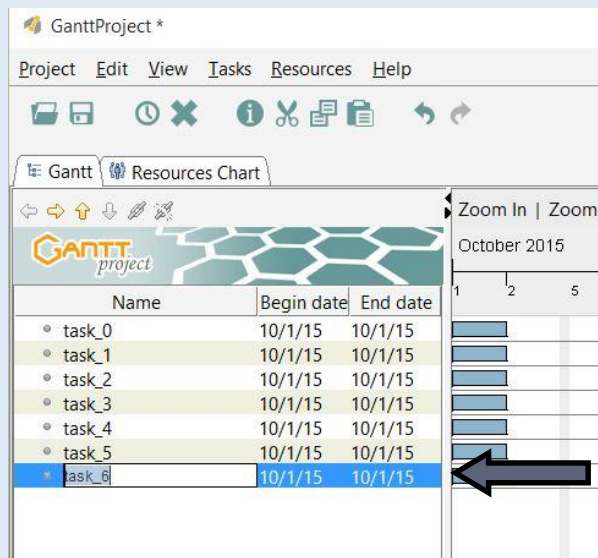 GanttProject *
Project Edit View Tasks Resources Help
Gantt Resources Chart
Zoom In | Zoom
GANTT project
October 2015
1 2 5
Name Begin date End date
task_0 10/1/15 10/1/15
task_1 10/1/15 10/1/15
task_2 10/1/15 10/1/15
task_3 10/1/15 10/1/15
task_4 10/1/15 10/1/15
task_5 10/1/15 10/1/15
task_6 10/1/15 10/1/15